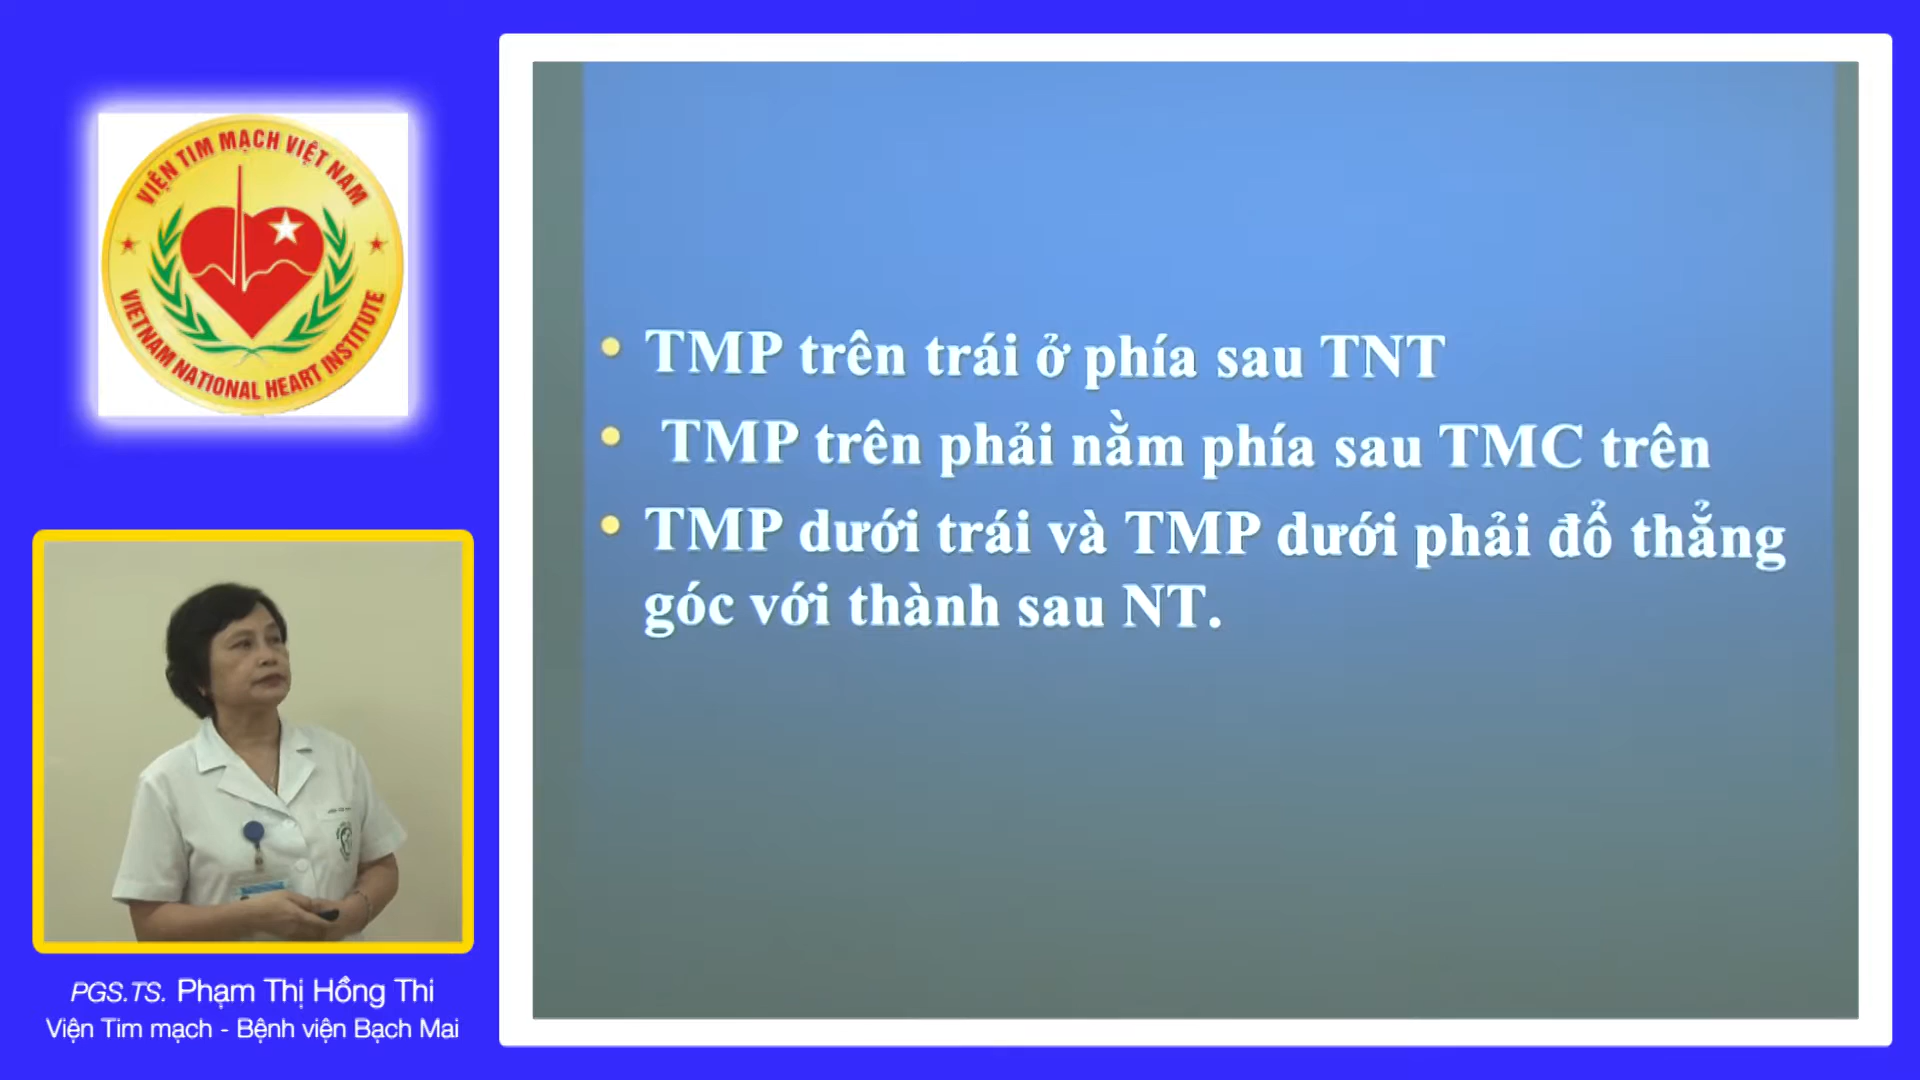 VIỆN TIM MẠCH VIỆT NAM
VIETNAM NATIONAL HEART INSTITUTE
• TMP trên trái ở phía sau TNT
• TMP trên phải nằm phía sau TMC trên
• TMP dưới trái và TMP dưới phải đổ thẳng
góc với thành sau NT.
PGS.TS. Phạm Thị Hồng Thi
Viện Tim mạch - Bệnh viện Bạch Mai